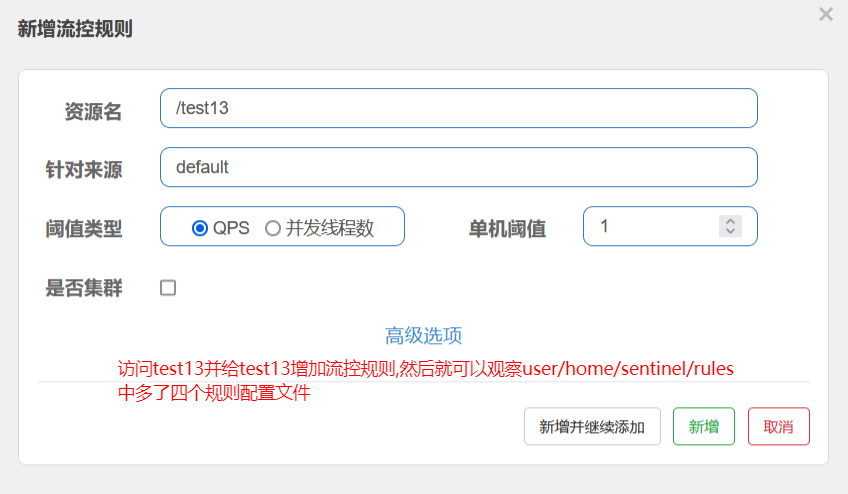 新增流控规则
×
资源名 /test13
针对来源 default
阈值类型 QPS 并发线程数 单机阈值 1
是否集群
高级选项
访问test13并给test13增加流控规则,然后就可以观察user/home/sentinel/rules
中多了四个规则配置文件
新增并继续添加 新增 取消